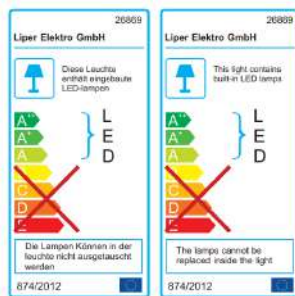 26869
Liper Elektro GmbH
Diese Leuchte
enthält eingebaute
LED-lampen
A++
A+
A
C
D
E
L
E
D
Die Lampen Können in der
leuchte nicht ausgetauscht
werden
874/2012
26869
Liper Elektro GmbH
This light contains
built-in LED lamps
A++
A+
A
C
D
E
L
E
D
The lamps cannot be
replaced inside the light
874/2012